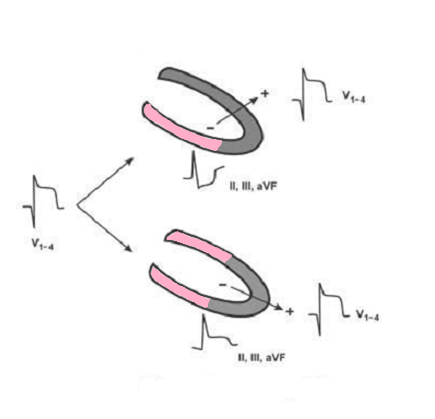 +
V₁₋₄
-
II, III, aVF
V₁₋₄
-
+
V₁₋₄
II, III, aVF